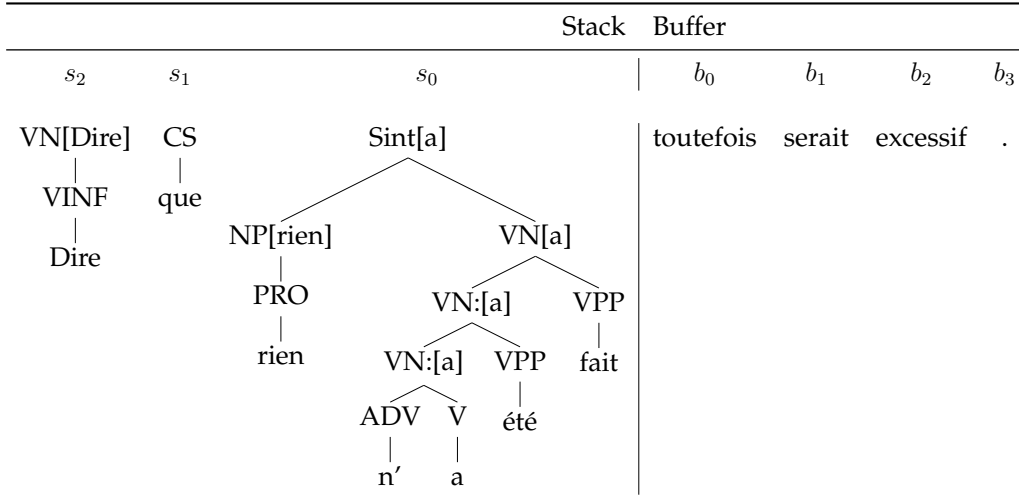 Stack Buffer
s2 s1 s0 b0 b1 b2 b3
VN[Dire] CS Sint[a] toutefois serait excessif .
VINF que
NP[rien] VN[a]
Dire
PRO VN:[a] VPP
rien VN:[a] VPP fait
ADV V été
n’ a